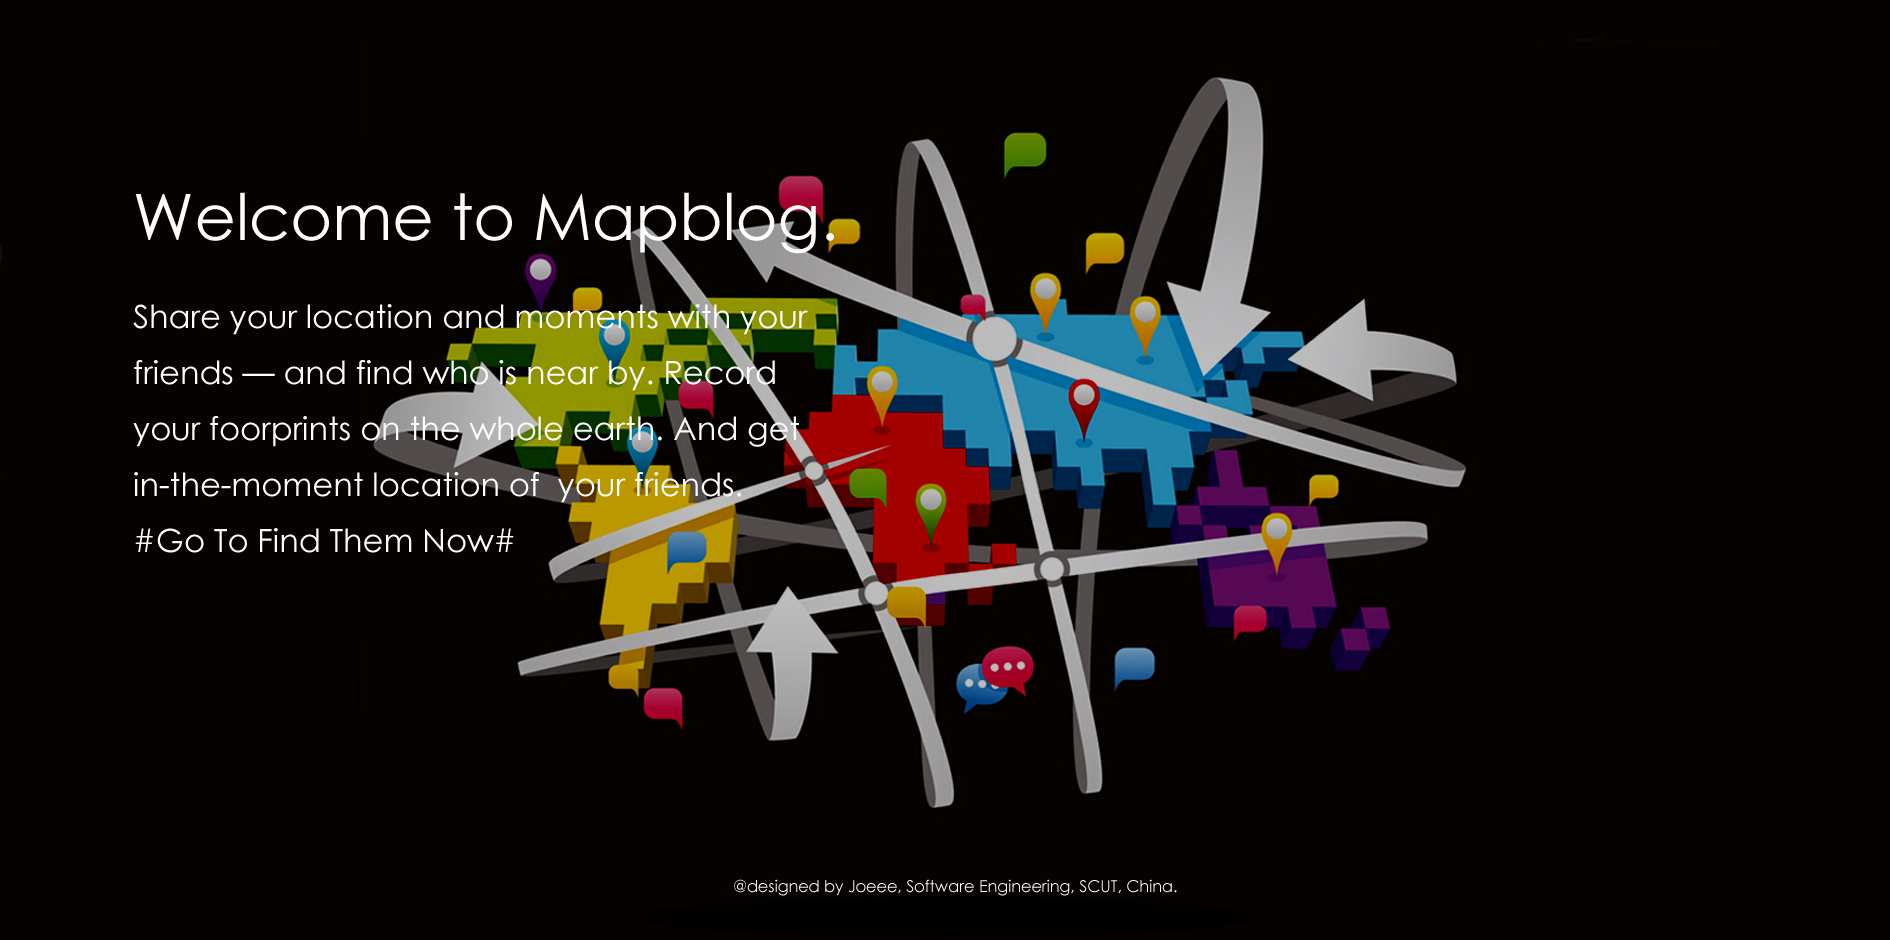 Welcome to Mapblog.
Share your location and moments with your
friends — and find who is near by. Record
your foorprints on the whole earth. And get
in-the-moment location of  your friends.
#Go To Find Them Now#
@designed by Joeee, Software Engineering, SCUT, China.